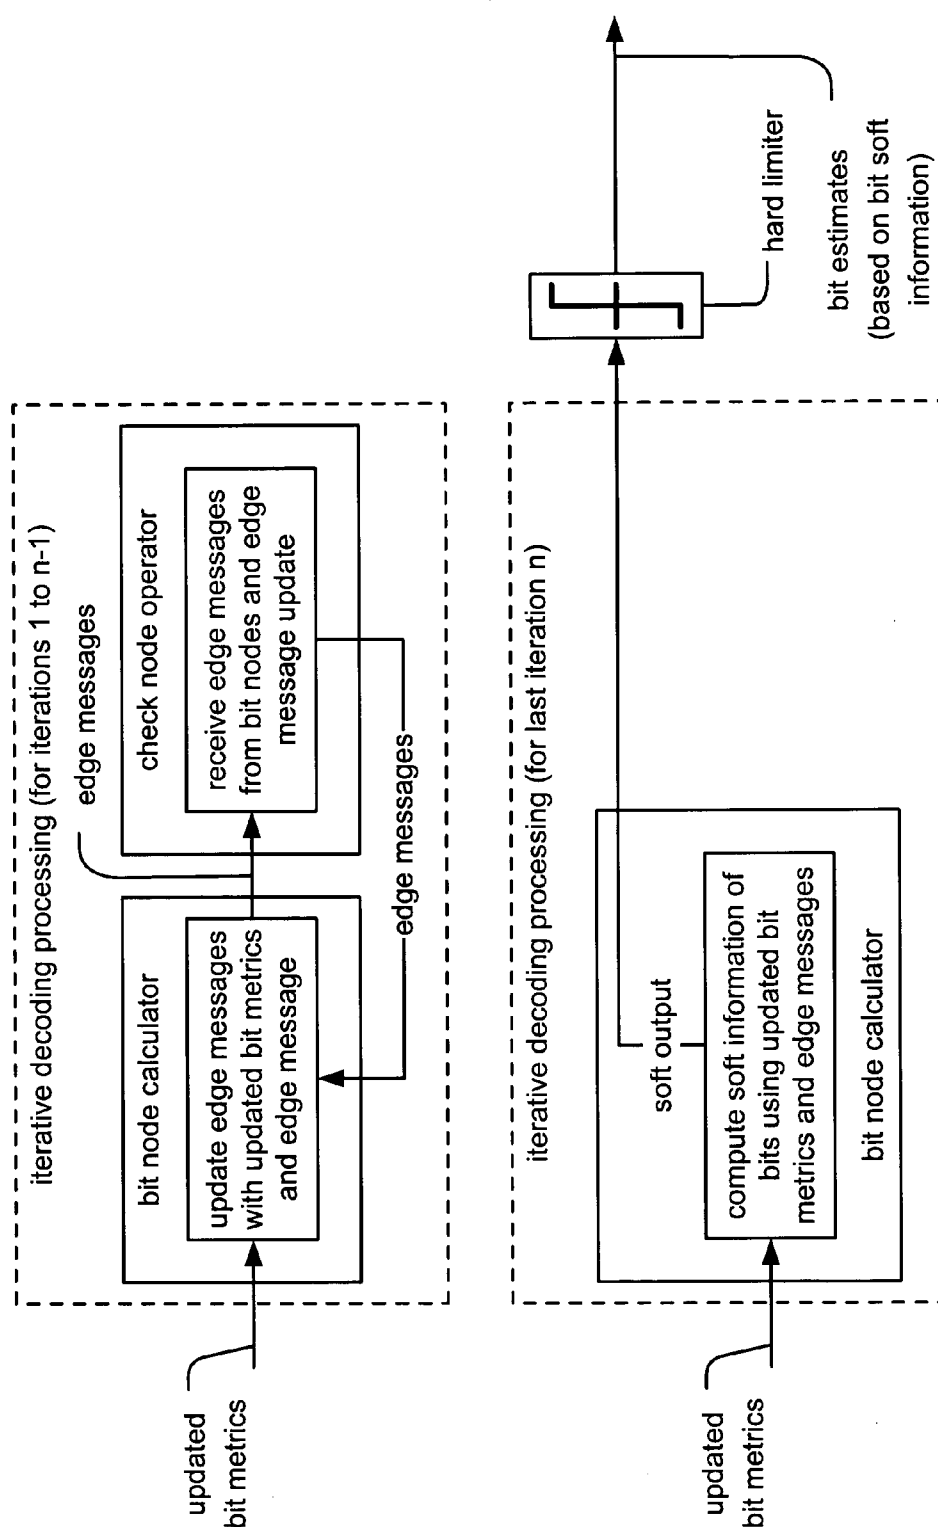 iterative decoding processing (for iterations 1 to n-1)
edge messages
bit node calculator
check node operator
updated
bit metrics
update edge messages
with updated bit metrics
and edge message
receive edge messages
from bit nodes and edge
message update
edge messages
iterative decoding processing (for last iteration n)
soft output
updated
bit metrics
compute soft information of
bits using updated bit
metrics and edge messages
bit node calculator
hard limiter
bit estimates
(based on bit soft
information)